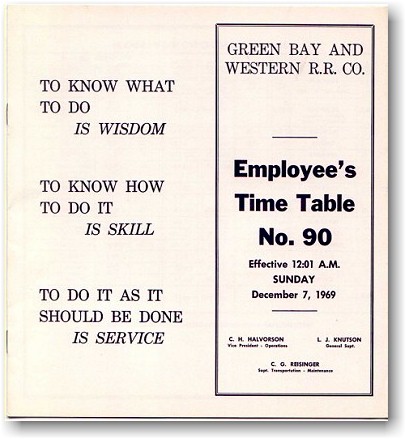 TO KNOW WHAT
TO DO
IS WISDOM
TO KNOW HOW
TO DO IT
IS SKILL
TO DO IT AS IT
SHOULD BE DONE
IS SERVICE
GREEN BAY AND
WESTERN R.R. CO.
Employee's
Time Table
No. 90
Effective 12:01 A.M.
SUNDAY
December 7, 1969
C. H. HALVORSON
Vice President - Operations
L. J. KNUTSON
General Supt.
C. G. REISINGER
Supt. Transportation - Maintenance